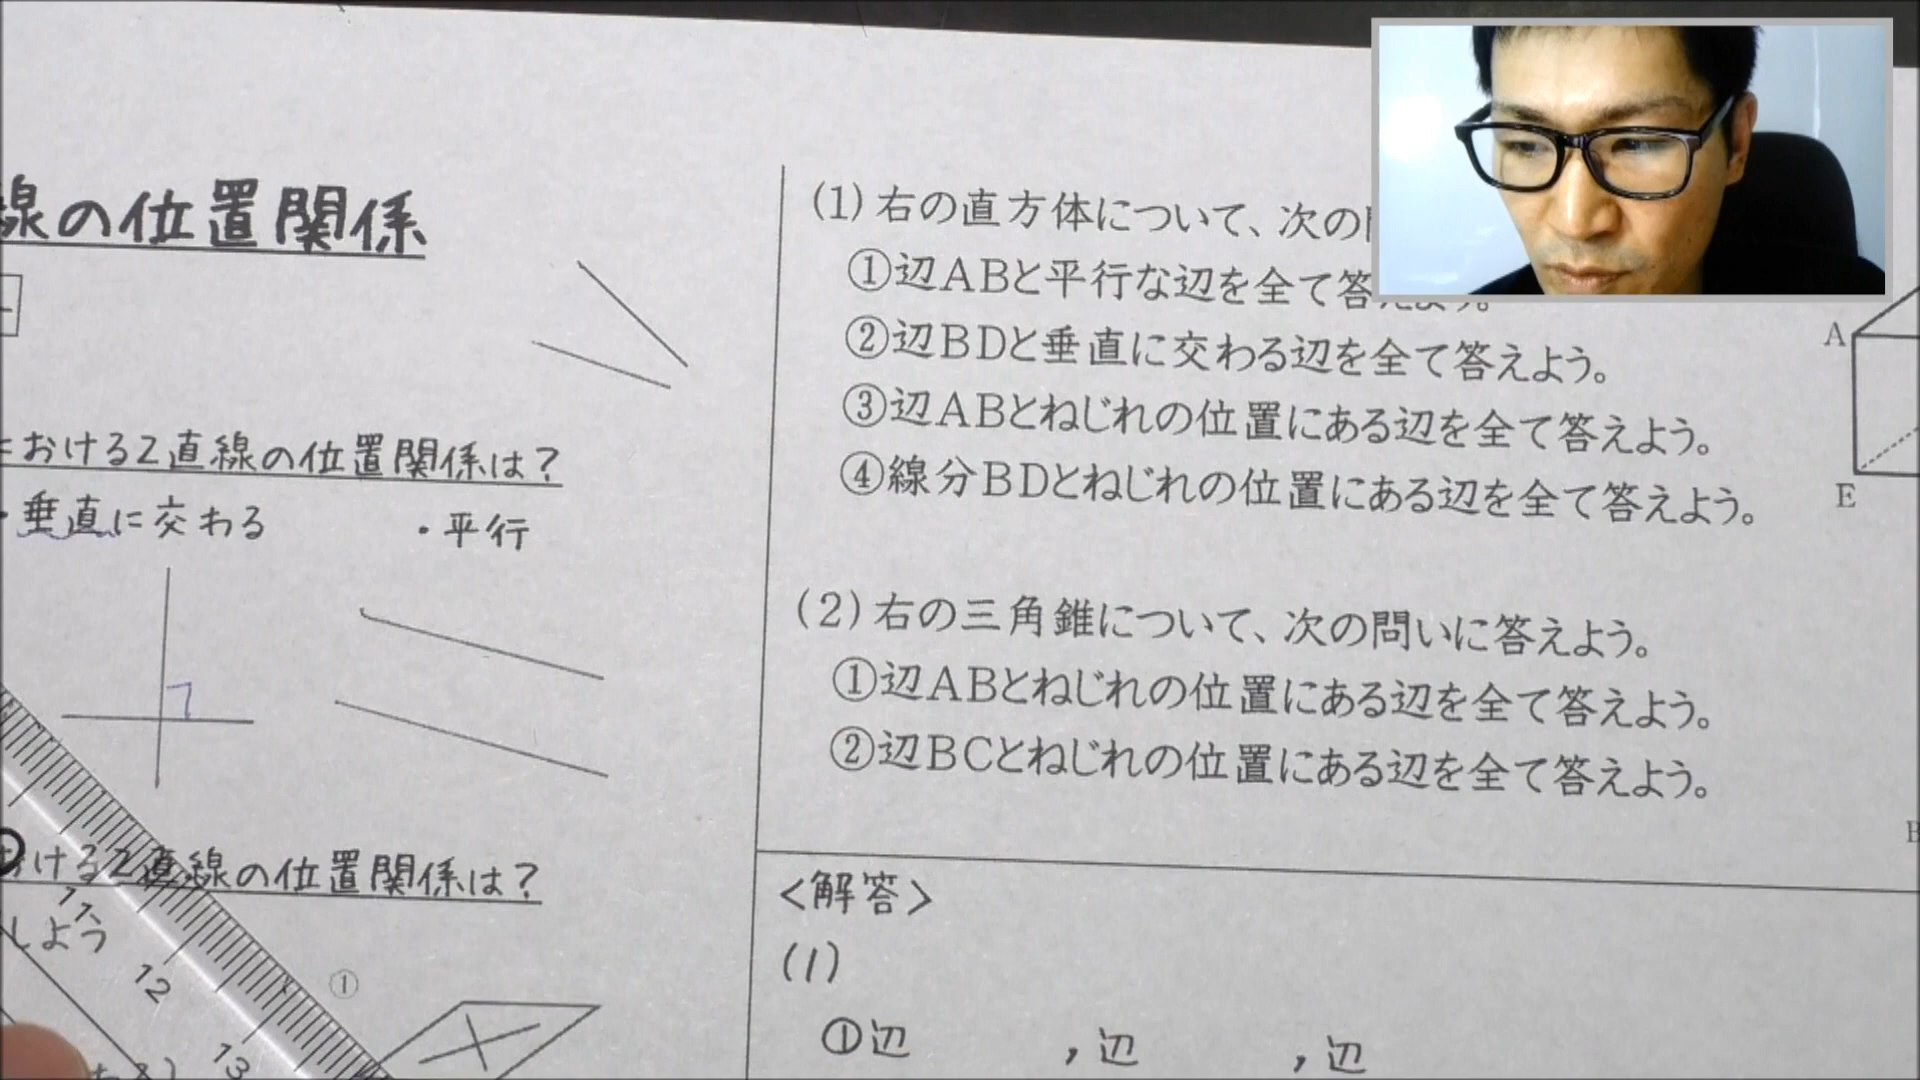 線の位置関係
おける2直線の位置関係は?
・垂直に交わる ・平行
ける2直線の位置関係は?
しよう
①
11 12 13
(1)右の直方体について、次の
①辺ABと平行な辺を全て答えよう。
②辺BDと垂直に交わる辺を全て答えよう。
③辺ABとねじれの位置にある辺を全て答えよう。
④線分BDとねじれの位置にある辺を全て答えよう。
A
E
(2)右の三角錐について、次の問いに答えよう。
①辺ABとねじれの位置にある辺を全て答えよう。
②辺BCとねじれの位置にある辺を全て答えよう。
<解答>
(1)
①辺 ,辺 ,辺